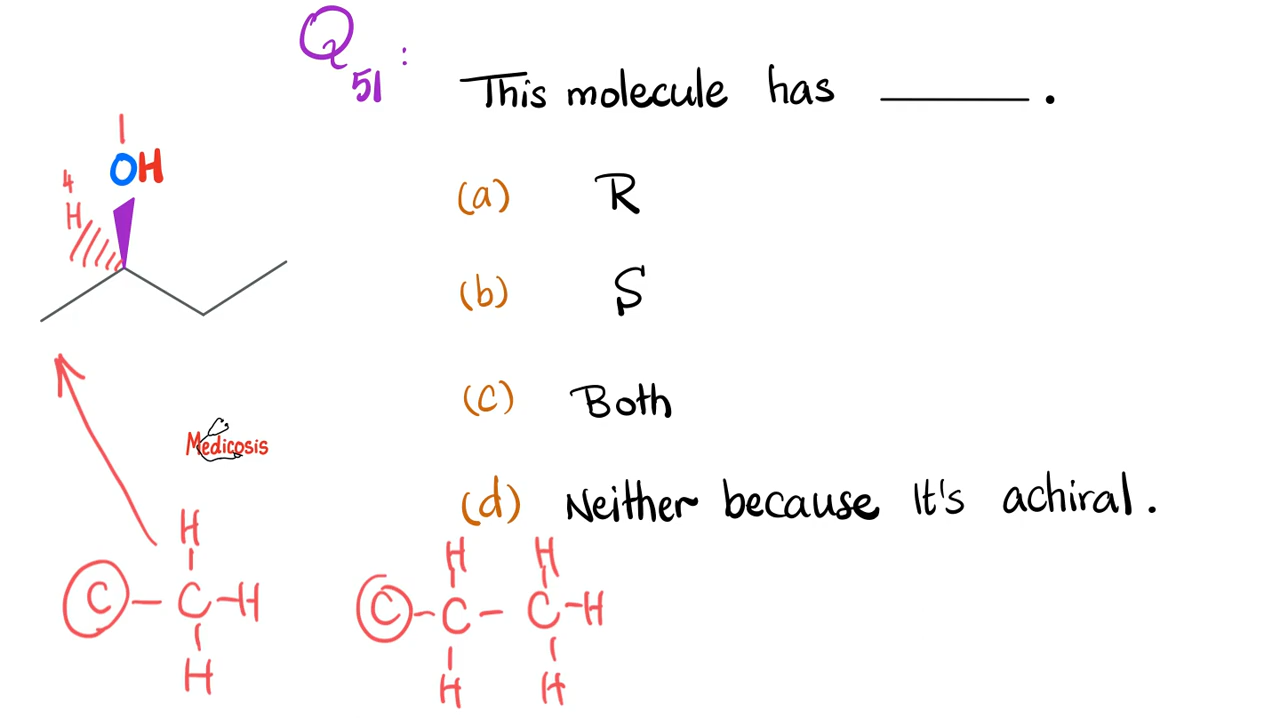 Q51:
This molecule has ______.
(a) R
(b) S
(c) Both
(d) Neither because It's achiral.
1
OH
4
H
Medicosis
H
C-C-H
H
H H
C-C-C-H
H H